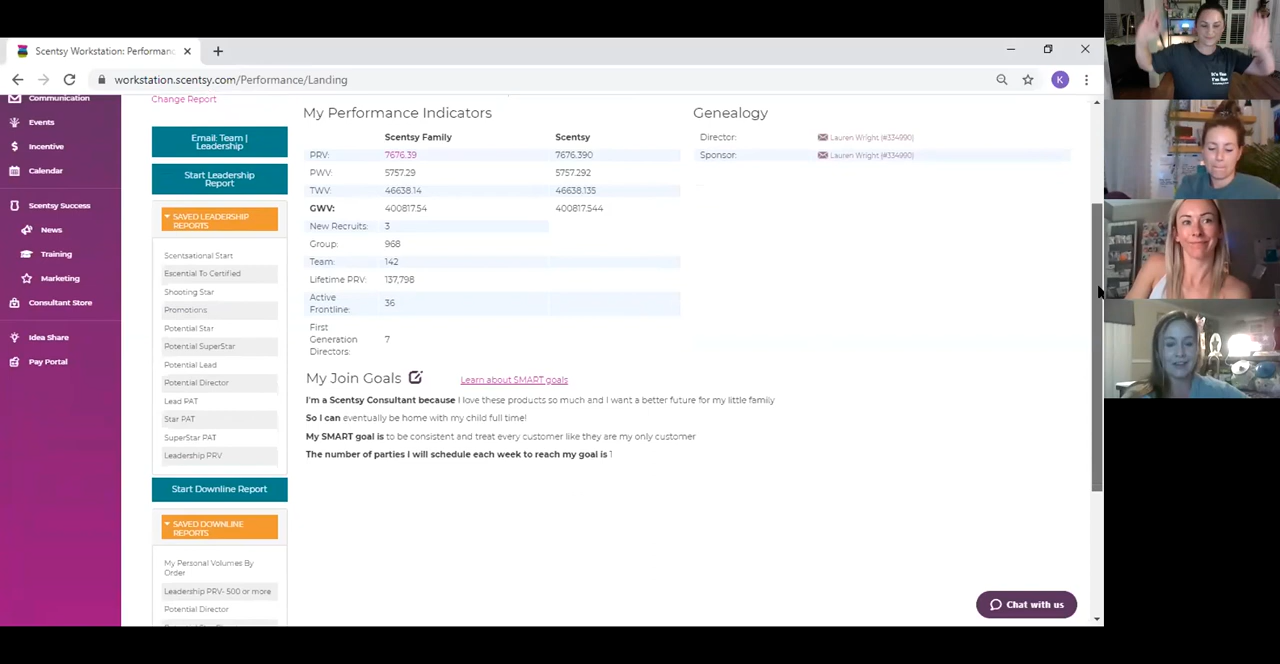 Scentsy Workstation: Performanc
workstation.scentsy.com/Performance/Landing
K
Communication
Events
Incentive
Calendar
Scentsy Success
News
Training
Marketing
Consultant Store
Idea Share
Pay Portal
Change Report
Email: Team |
Leadership
Start Leadership
Report
SAVED LEADERSHIP
REPORTS
Scentsational Start
Escential To Certified
Shooting Star
Promotions
Potential Star
Potential SuperStar
Potential Lead
Potential Director
Lead PAT
Star PAT
SuperStar PAT
Leadership PRV
Start Downline Report
SAVED DOWNLINE
REPORTS
My Personal Volumes By
Order
Leadership PRV- 500 or more
Potential Director
My Performance Indicators
Scentsy Family Scentsy
PRV: 7676.39 7676.390
PWV: 5757.29 5757.292
TWV: 46638.14 46638.135
GWV: 400817.54 400817.544
New Recruits: 3
Group: 968
Team: 142
Lifetime PRV: 137,798
Active
Frontline: 36
First
Generation 7
Directors:
My Join Goals Learn about SMART goals
I'm a Scentsy Consultant because I love these products so much and I want a better future for my little family
So I can eventually be home with my child full time!
My SMART goal is to be consistent and treat every customer like they are my only customer
The number of parties I will schedule each week to reach my goal is 1
Genealogy
Director: Lauren Wright (#334990)
Sponsor: Lauren Wright (#334990)
Chat with us